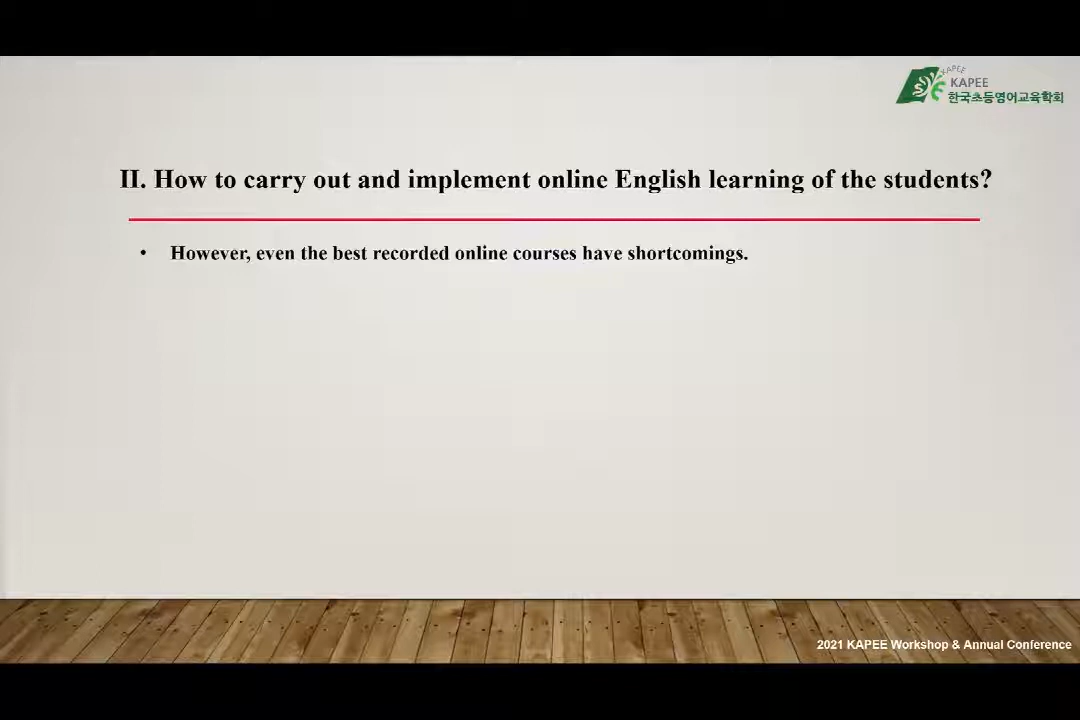 KAPEE
KAPEE
한국초등영어교육학회
II. How to carry out and implement online English learning of the students?
• However, even the best recorded online courses have shortcomings.
2021 KAPEE Workshop & Annual Conference